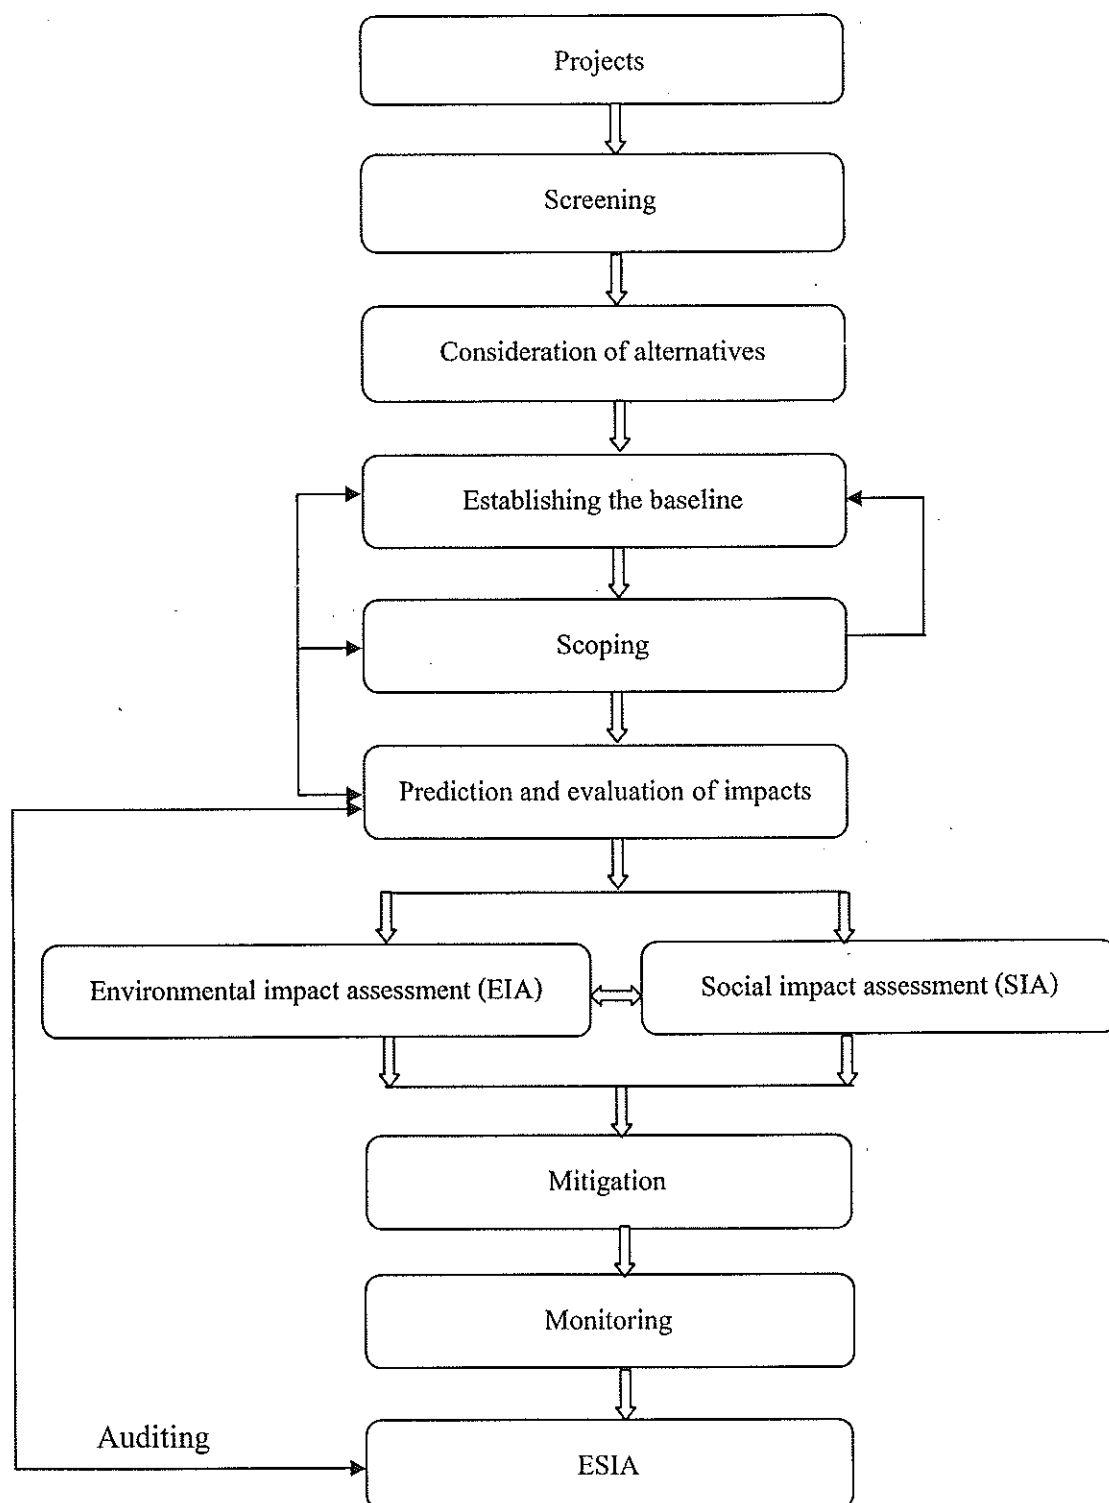 Projects
Screening
Consideration of alternatives
Establishing the baseline
Scoping
Prediction and evaluation of impacts
Environmental impact assessment (EIA)
Social impact assessment (SIA)
Mitigation
Monitoring
Auditing
ESIA